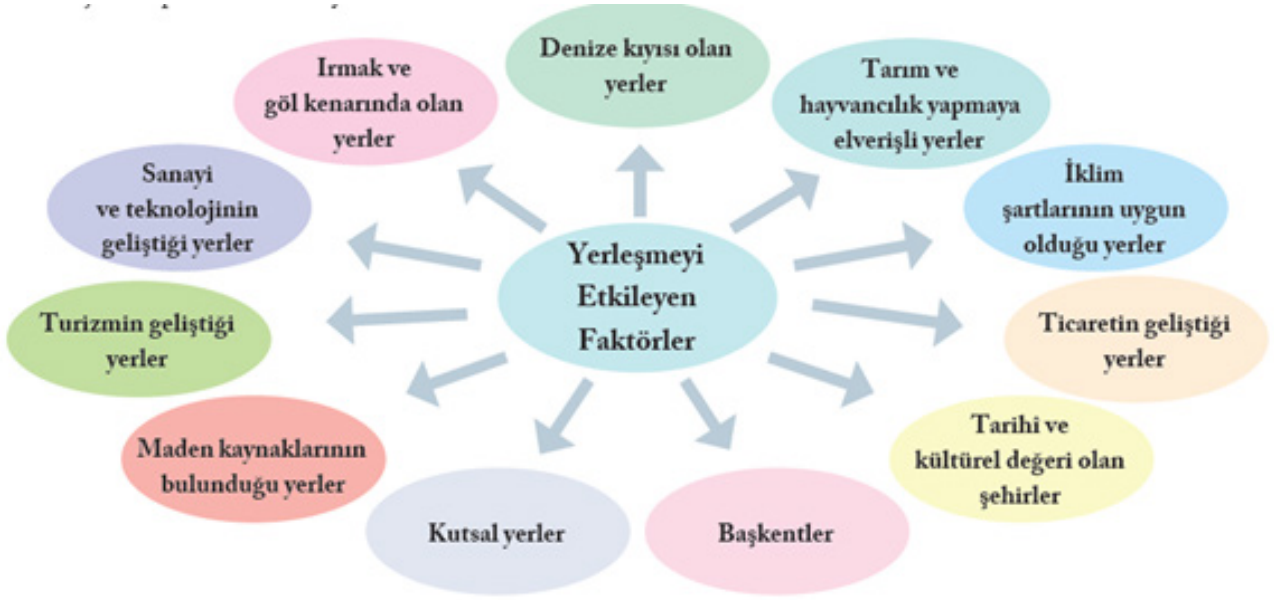 Denize kıyısı olan
yerler
Tarım ve
hayvancılık yapmaya
elverişli yerler
İklim
şartlarının uygun
olduğu yerler
Ticaretin geliştiği
yerler
Tarihi ve
kültürel değeri olan
şehirler
Başkentler
Kutsal yerler
Maden kaynaklarının
bulunduğu yerler
Turizmin geliştiği
yerler
Sanayi
ve teknolojinin
geliştiği yerler
Irmak ve
göl kenarında olan
yerler
Yerleşmeyi
Etkileyen
Faktörler